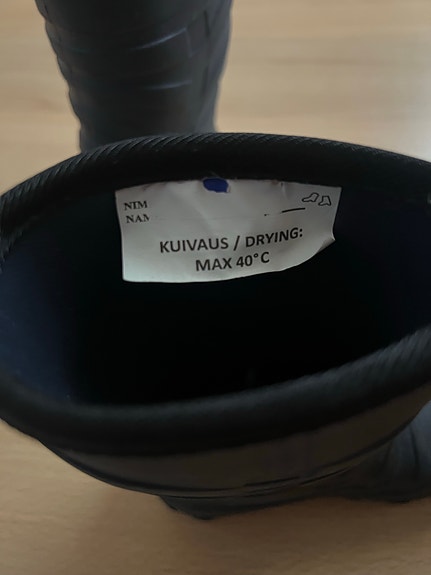 NIM
NAM
KUIVAUS / DRYING:
MAX 40°C